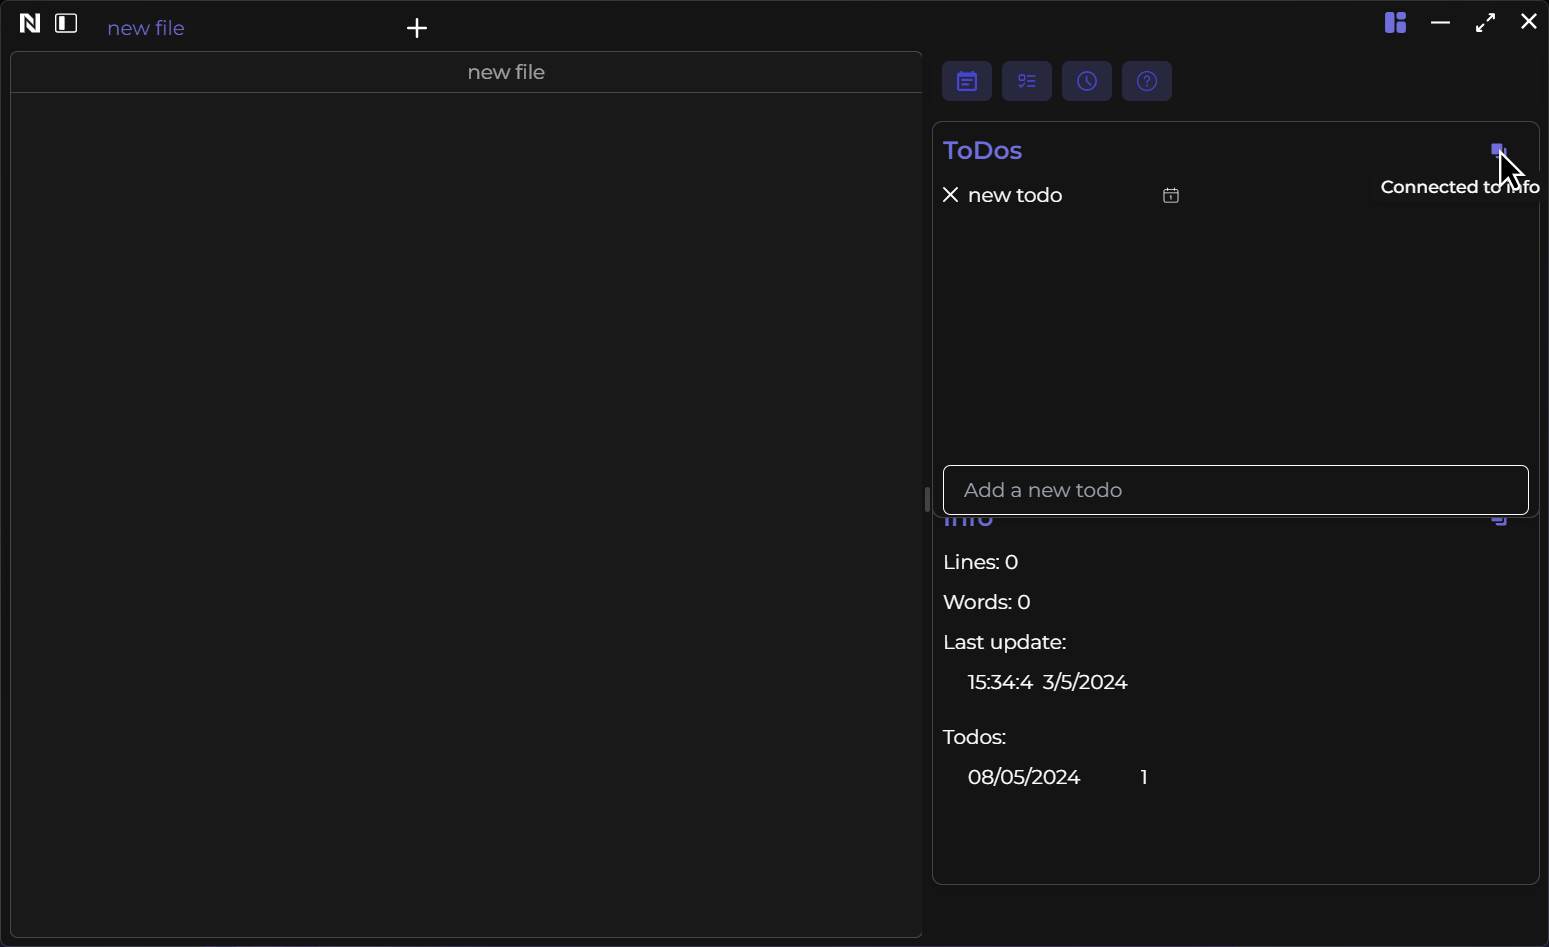 N new file
new file
ToDos
new todo
Connected to Info
Add a new todo
Info
Lines: 0
Words: 0
Last update:
15:34:4 3/5/2024
Todos:
08/05/2024 1